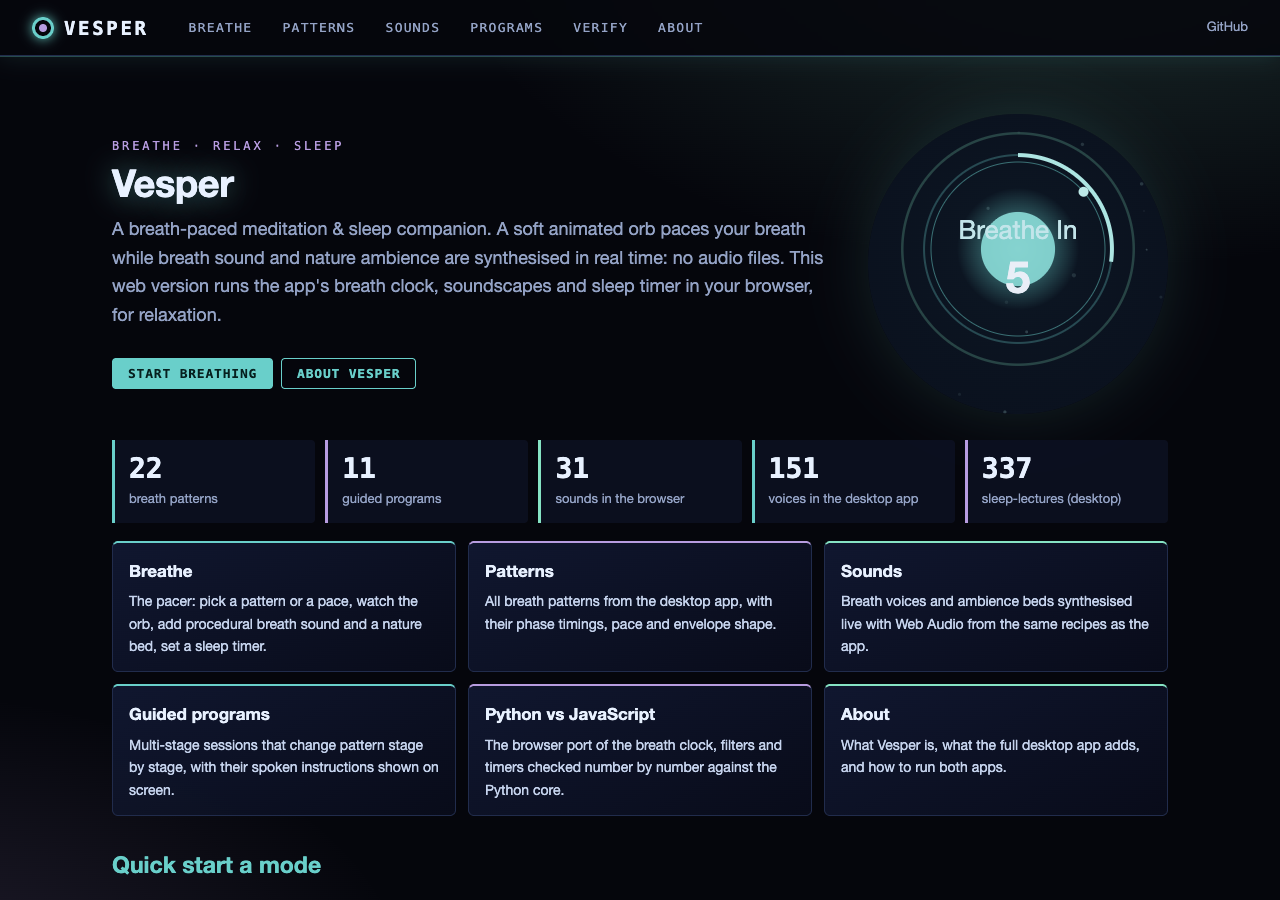 VESPER
BREATHE
PATTERNS
SOUNDS
PROGRAMS
VERIFY
ABOUT
GitHub
BREATHE · RELAX · SLEEP
Vesper
A breath-paced meditation & sleep companion. A soft animated orb paces your breath
while breath sound and nature ambience are synthesised in real time: no audio files. This
web version runs the app's breath clock, soundscapes and sleep timer in your browser,
for relaxation.
START BREATHING
ABOUT VESPER
Breathe In
5
22
breath patterns
11
guided programs
31
sounds in the browser
151
voices in the desktop app
337
sleep-lectures (desktop)
Breathe
The pacer: pick a pattern or a pace, watch the
orb, add procedural breath sound and a nature
bed, set a sleep timer.
Patterns
All breath patterns from the desktop app, with
their phase timings, pace and envelope shape.
Sounds
Breath voices and ambience beds synthesised
live with Web Audio from the same recipes as the
app.
Guided programs
Multi-stage sessions that change pattern stage
by stage, with their spoken instructions shown on
screen.
Python vs JavaScript
The browser port of the breath clock, filters and
timers checked number by number against the
Python core.
About
What Vesper is, what the full desktop app adds,
and how to run both apps.
Quick start a mode